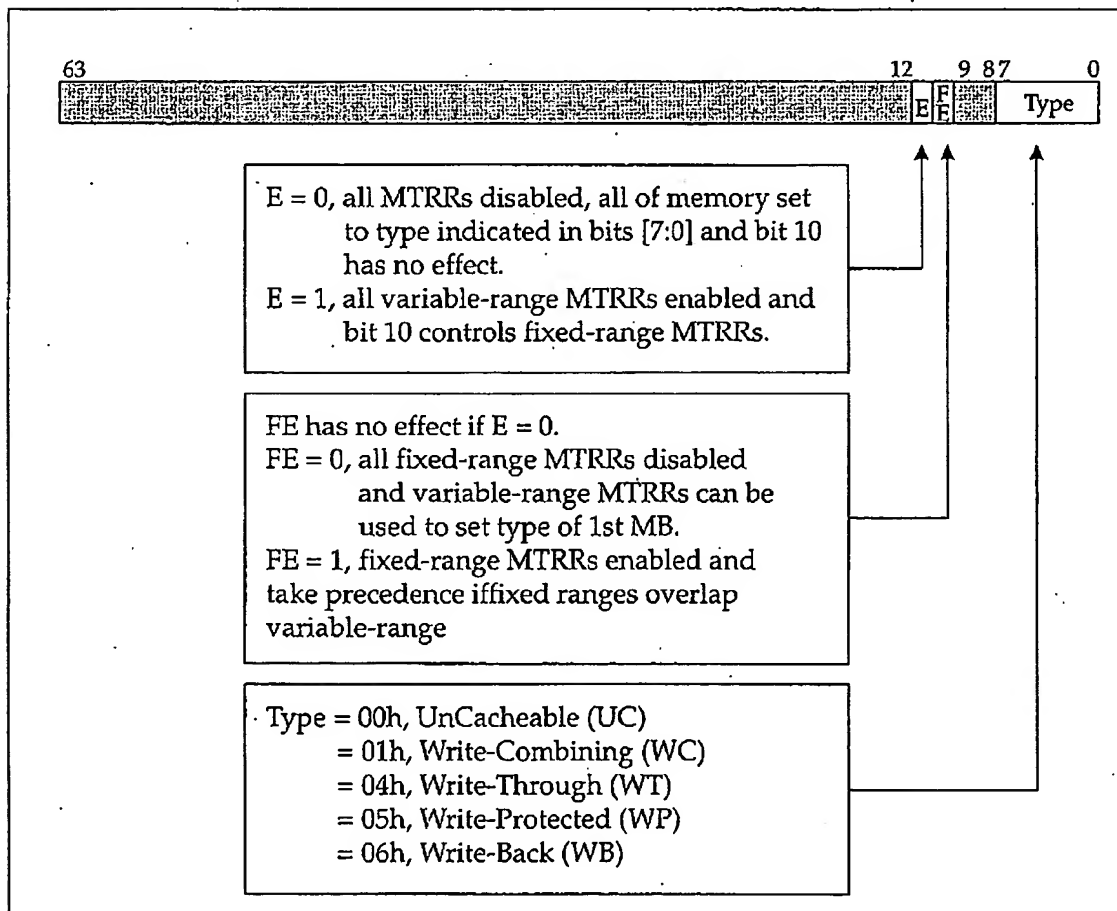 63 12 9 87 0
E F E Type
E = 0, all MTRRs disabled, all of memory set
to type indicated in bits [7:0] and bit 10
has no effect.
E = 1, all variable-range MTRRs enabled and
bit 10 controls fixed-range MTRRs.
FE has no effect if E = 0.
FE = 0, all fixed-range MTRRs disabled
and variable-range MTRRs can be
used to set type of 1st MB.
FE = 1, fixed-range MTRRs enabled and
take precedence iffixed ranges overlap
variable-range
Type = 00h, UnCacheable (UC)
= 01h, Write-Combining (WC)
= 04h, Write-Through (WT)
= 05h, Write-Protected (WP)
= 06h, Write-Back (WB)